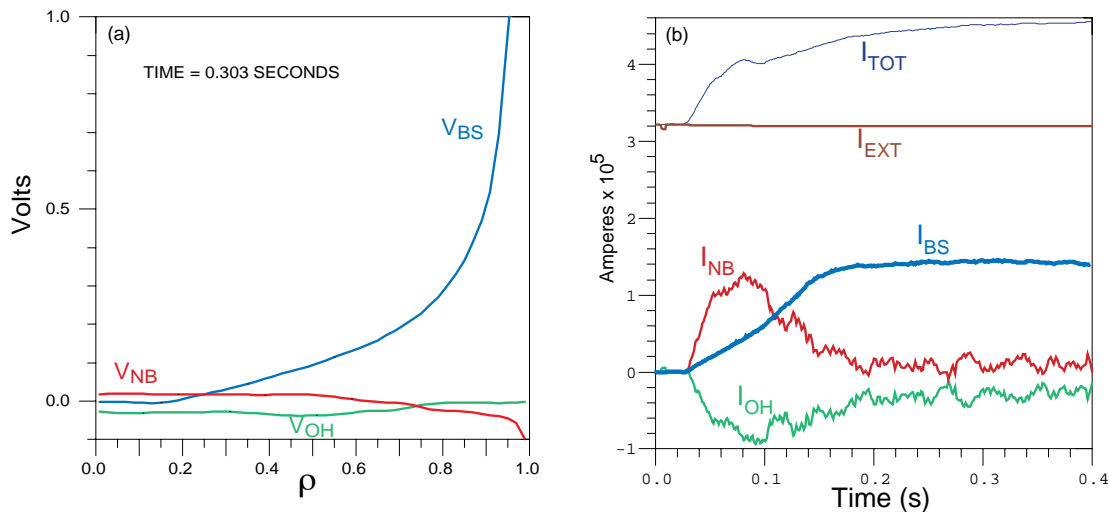 (a)
TIME = 0.303 SECONDS
1.0
0.5
0.0
Volts
V_BS
V_NB
V_OH
0.0 0.2 0.4 0.6 0.8 1.0
ρ
(b)
4
3
2
1
0
-1
Amperes x 10^5
I_TOT
I_EXT
I_BS
I_NB
I_OH
0.0 0.1 0.2 0.3 0.4
Time (s)